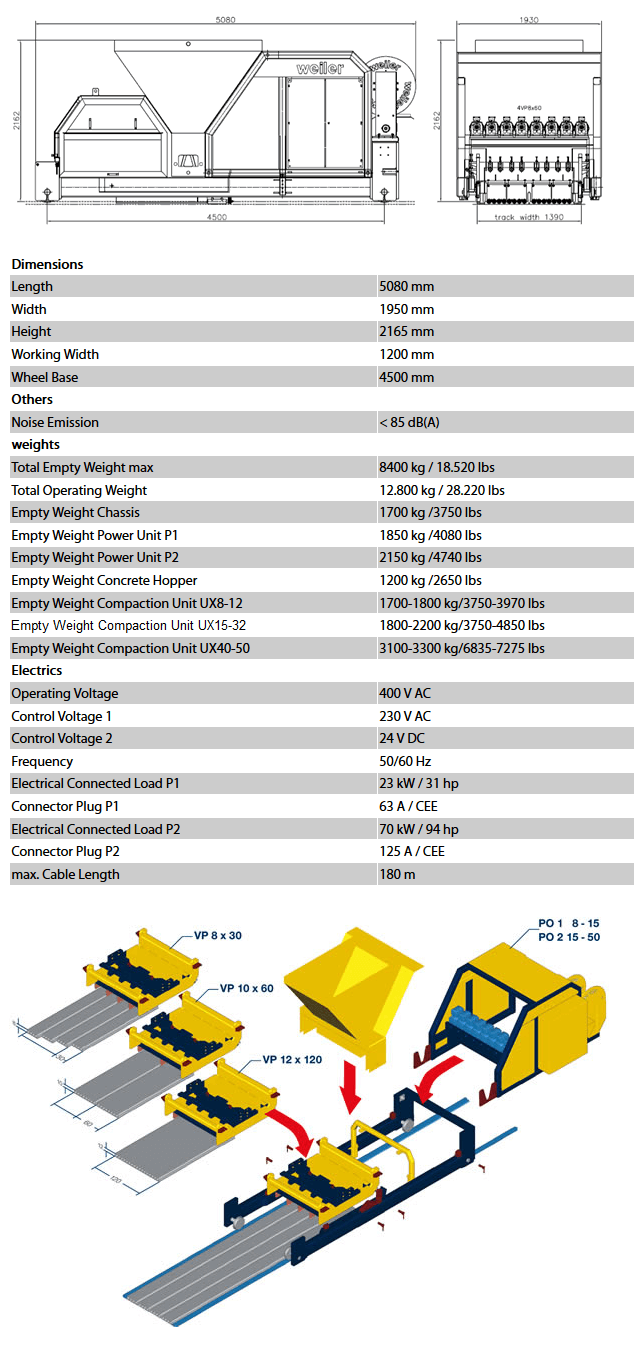 5080
1930
weiler
weiler
weiler
2162
2162
4VP8x60
4500
track width 1390
Dimensions
Length 5080 mm
Width 1950 mm
Height 2165 mm
Working Width 1200 mm
Wheel Base 4500 mm
Others
Noise Emission < 85 dB(A)
weights
Total Empty Weight max 8400 kg / 18.520 lbs
Total Operating Weight 12.800 kg / 28.220 lbs
Empty Weight Chassis 1700 kg /3750 lbs
Empty Weight Power Unit P1 1850 kg /4080 lbs
Empty Weight Power Unit P2 2150 kg /4740 lbs
Empty Weight Concrete Hopper 1200 kg /2650 lbs
Empty Weight Compaction Unit UX8-12 1700-1800 kg/3750-3970 lbs
Empty Weight Compaction Unit UX15-32 1800-2200 kg/3750-4850 lbs
Empty Weight Compaction Unit UX40-50 3100-3300 kg/6835-7275 lbs
Electrics
Operating Voltage 400 V AC
Control Voltage 1 230 V AC
Control Voltage 2 24 V DC
Frequency 50/60 Hz
Electrical Connected Load P1 23 kW / 31 hp
Connector Plug P1 63 A / CEE
Electrical Connected Load P2 70 kW / 94 hp
Connector Plug P2 125 A / CEE
max. Cable Length 180 m
PO 1 8 - 15
PO 2 15 - 50
VP 8 x 30
30
VP 10 x 60
60
VP 12 x 120
120